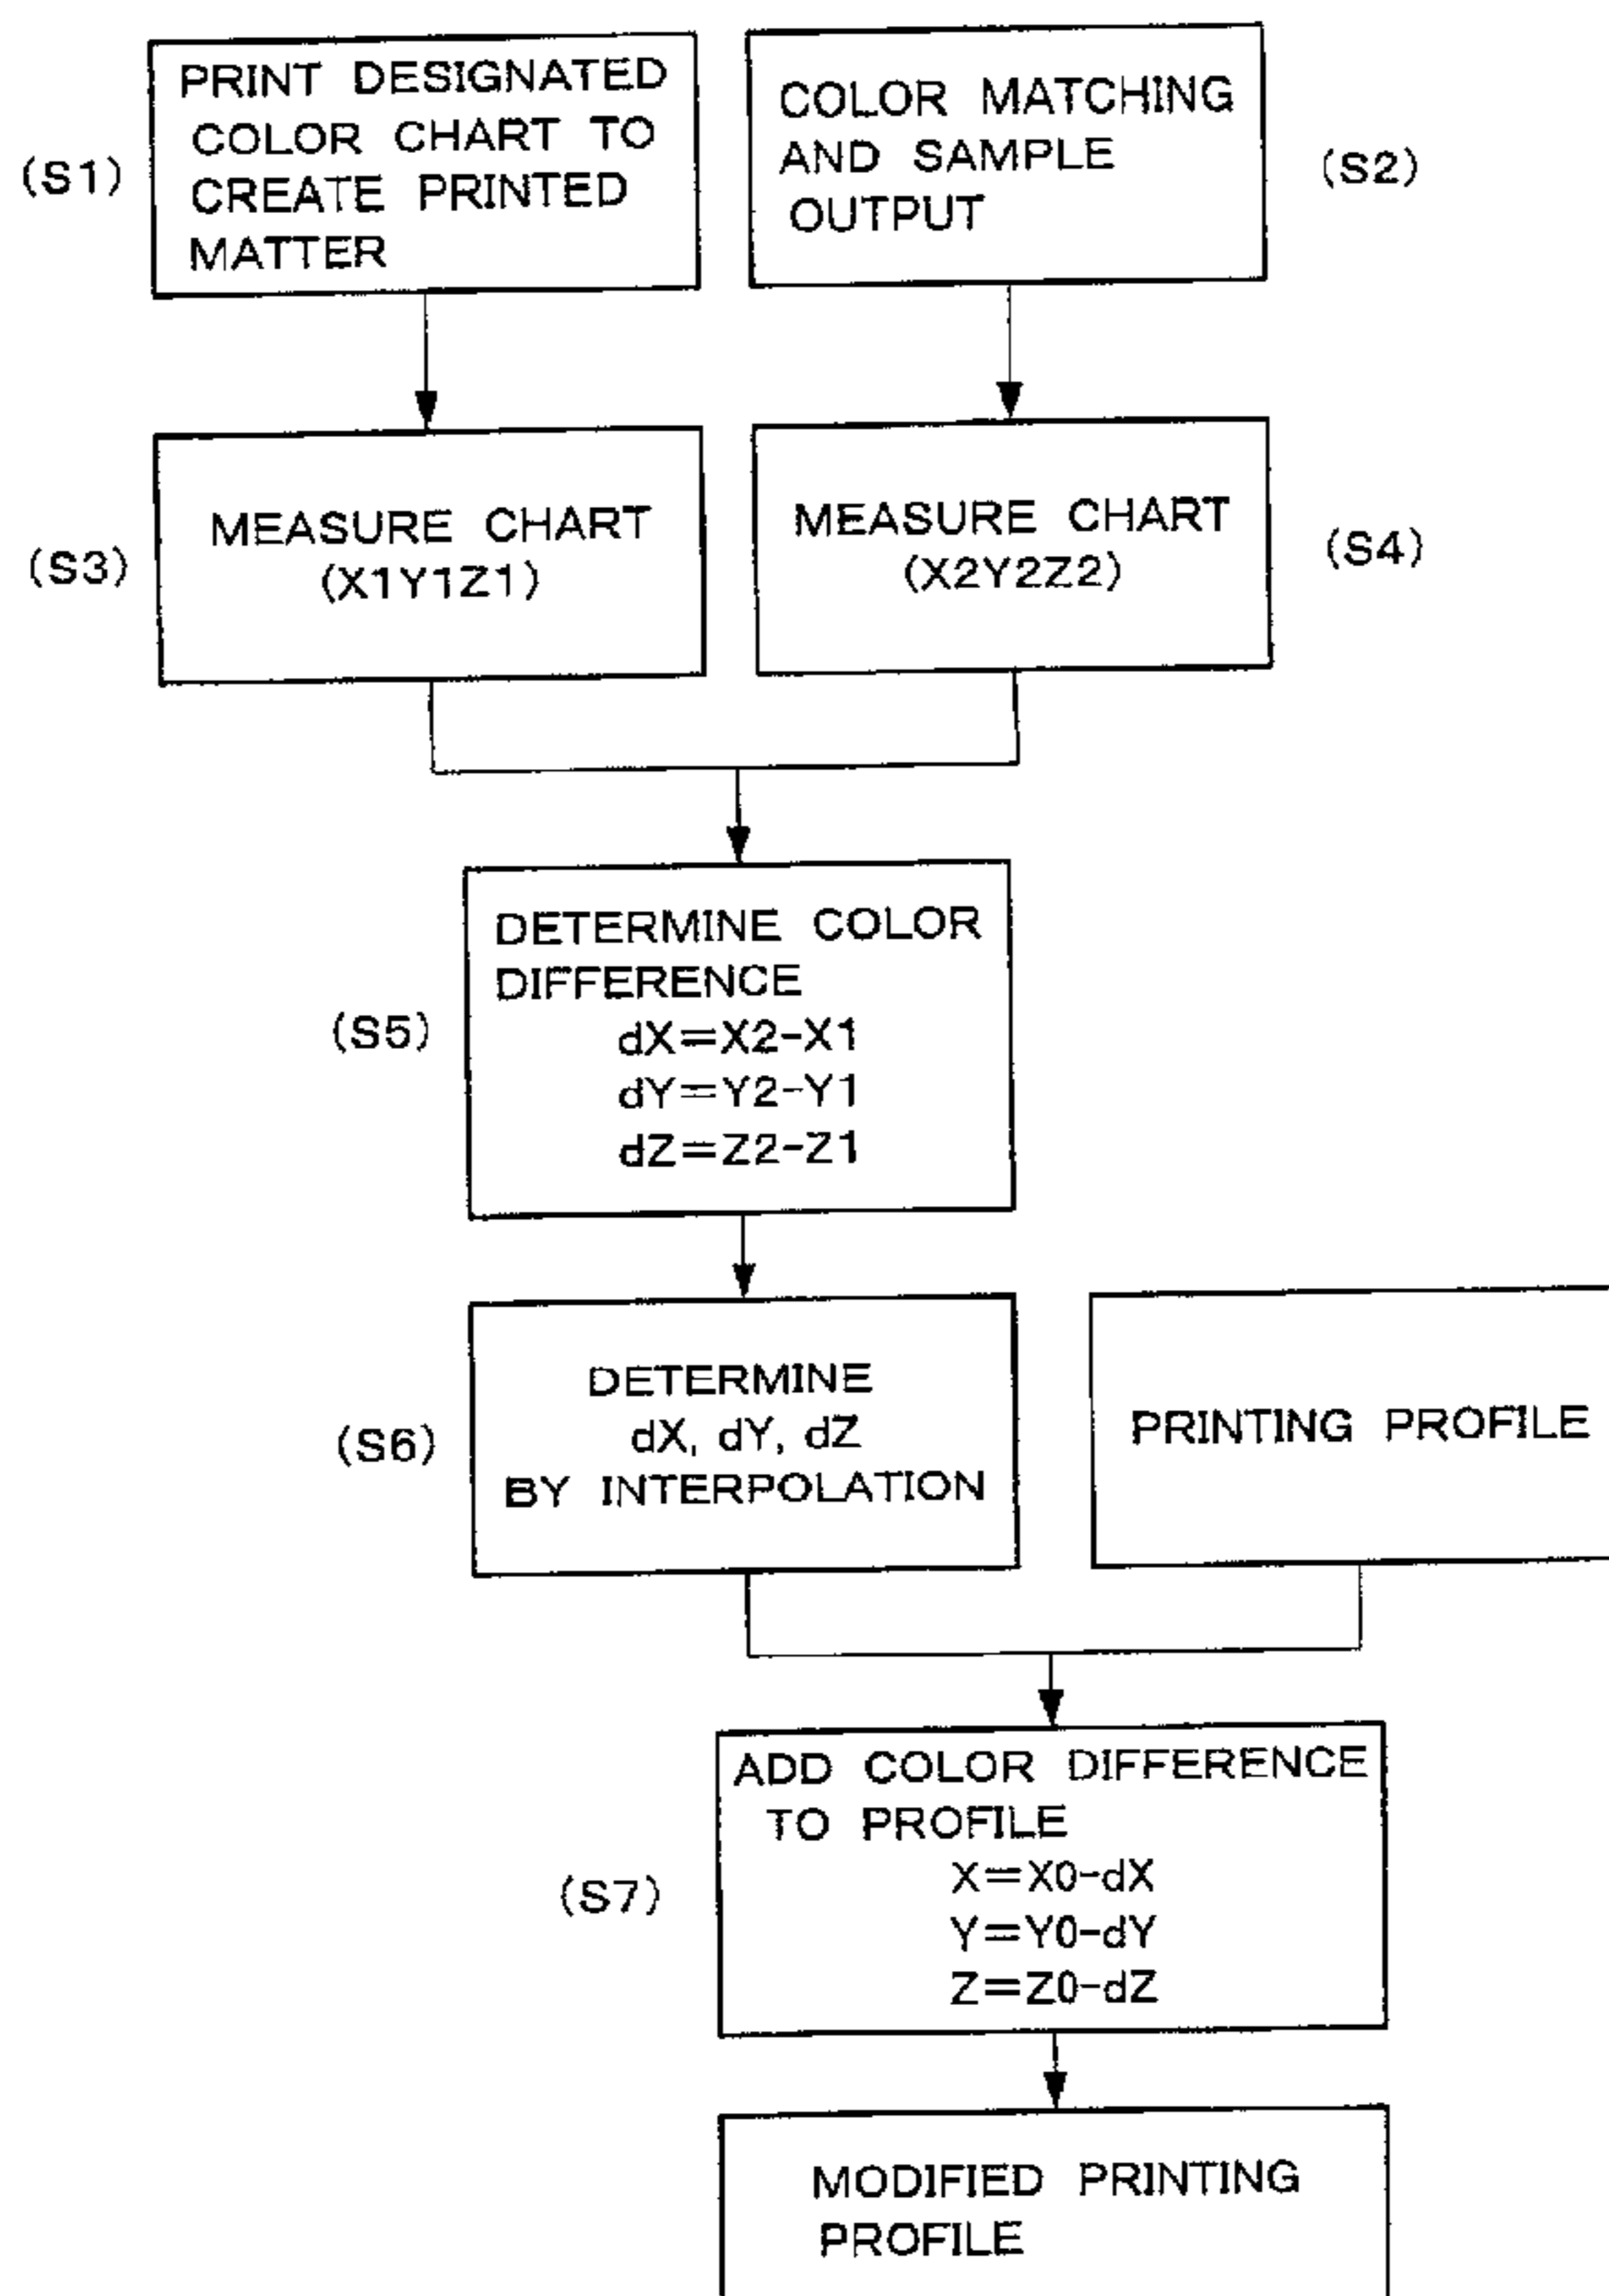 (S1)
PRINT DESIGNATED
COLOR CHART TO
CREATE PRINTED
MATTER
COLOR MATCHING
AND SAMPLE
OUTPUT
(S2)
(S3)
MEASURE CHART
(X1Y1Z1)
MEASURE CHART
(X2Y2Z2)
(S4)
(S5)
DETERMINE COLOR
DIFFERENCE
dX=X2-X1
dY=Y2-Y1
dZ=Z2-Z1
(S6)
DETERMINE
dX, dY, dZ
BY INTERPOLATION
PRINTING PROFILE
(S7)
ADD COLOR DIFFERENCE
TO PROFILE
X=X0-dX
Y=Y0-dY
Z=Z0-dZ
MODIFIED PRINTING
PROFILE